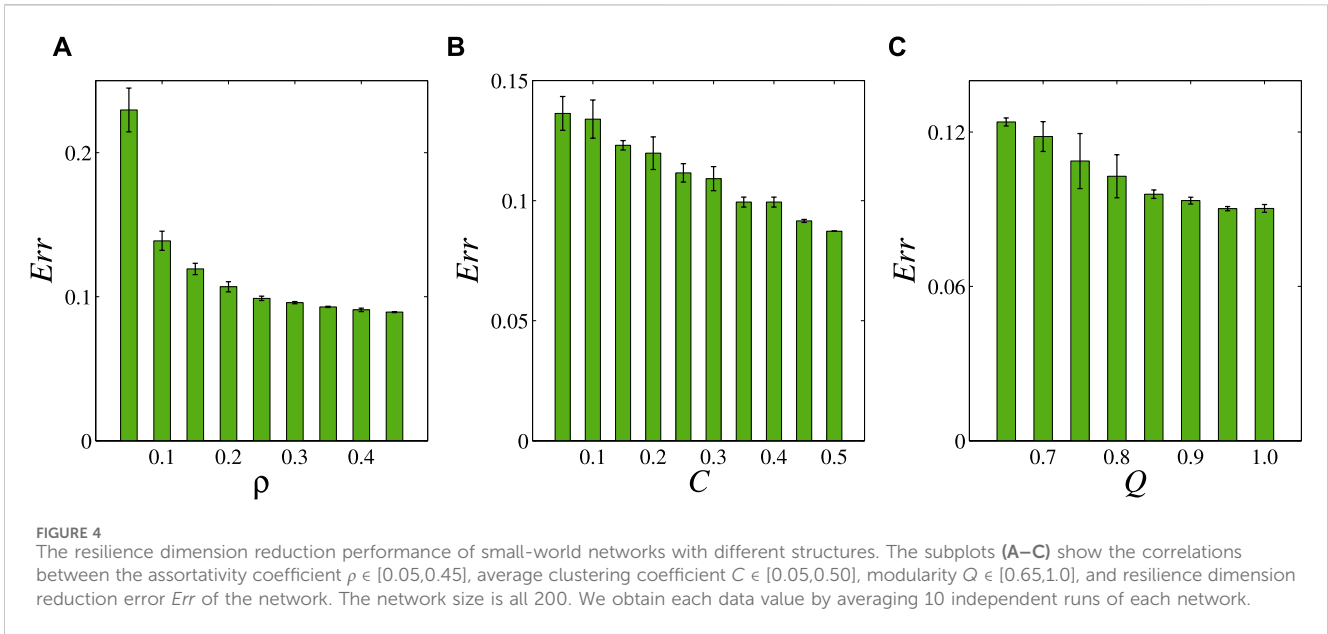 A
B
C
0.2
0.1
0
Err
0.1
0.2
0.3
0.4
ρ
0.15
0.1
0.05
0
Err
0.1
0.2
0.3
0.4
0.5
C
0.12
0.06
0
Err
0.7
0.8
0.9
1.0
Q
FIGURE 4
The resilience dimension reduction performance of small-world networks with different structures. The subplots (A–C) show the correlations
between the assortativity coefficient ρ ∈ [0.05,0.45], average clustering coefficient C ∈ [0.05,0.50], modularity Q ∈ [0.65,1.0], and resilience dimension
reduction error Err of the network. The network size is all 200. We obtain each data value by averaging 10 independent runs of each network.